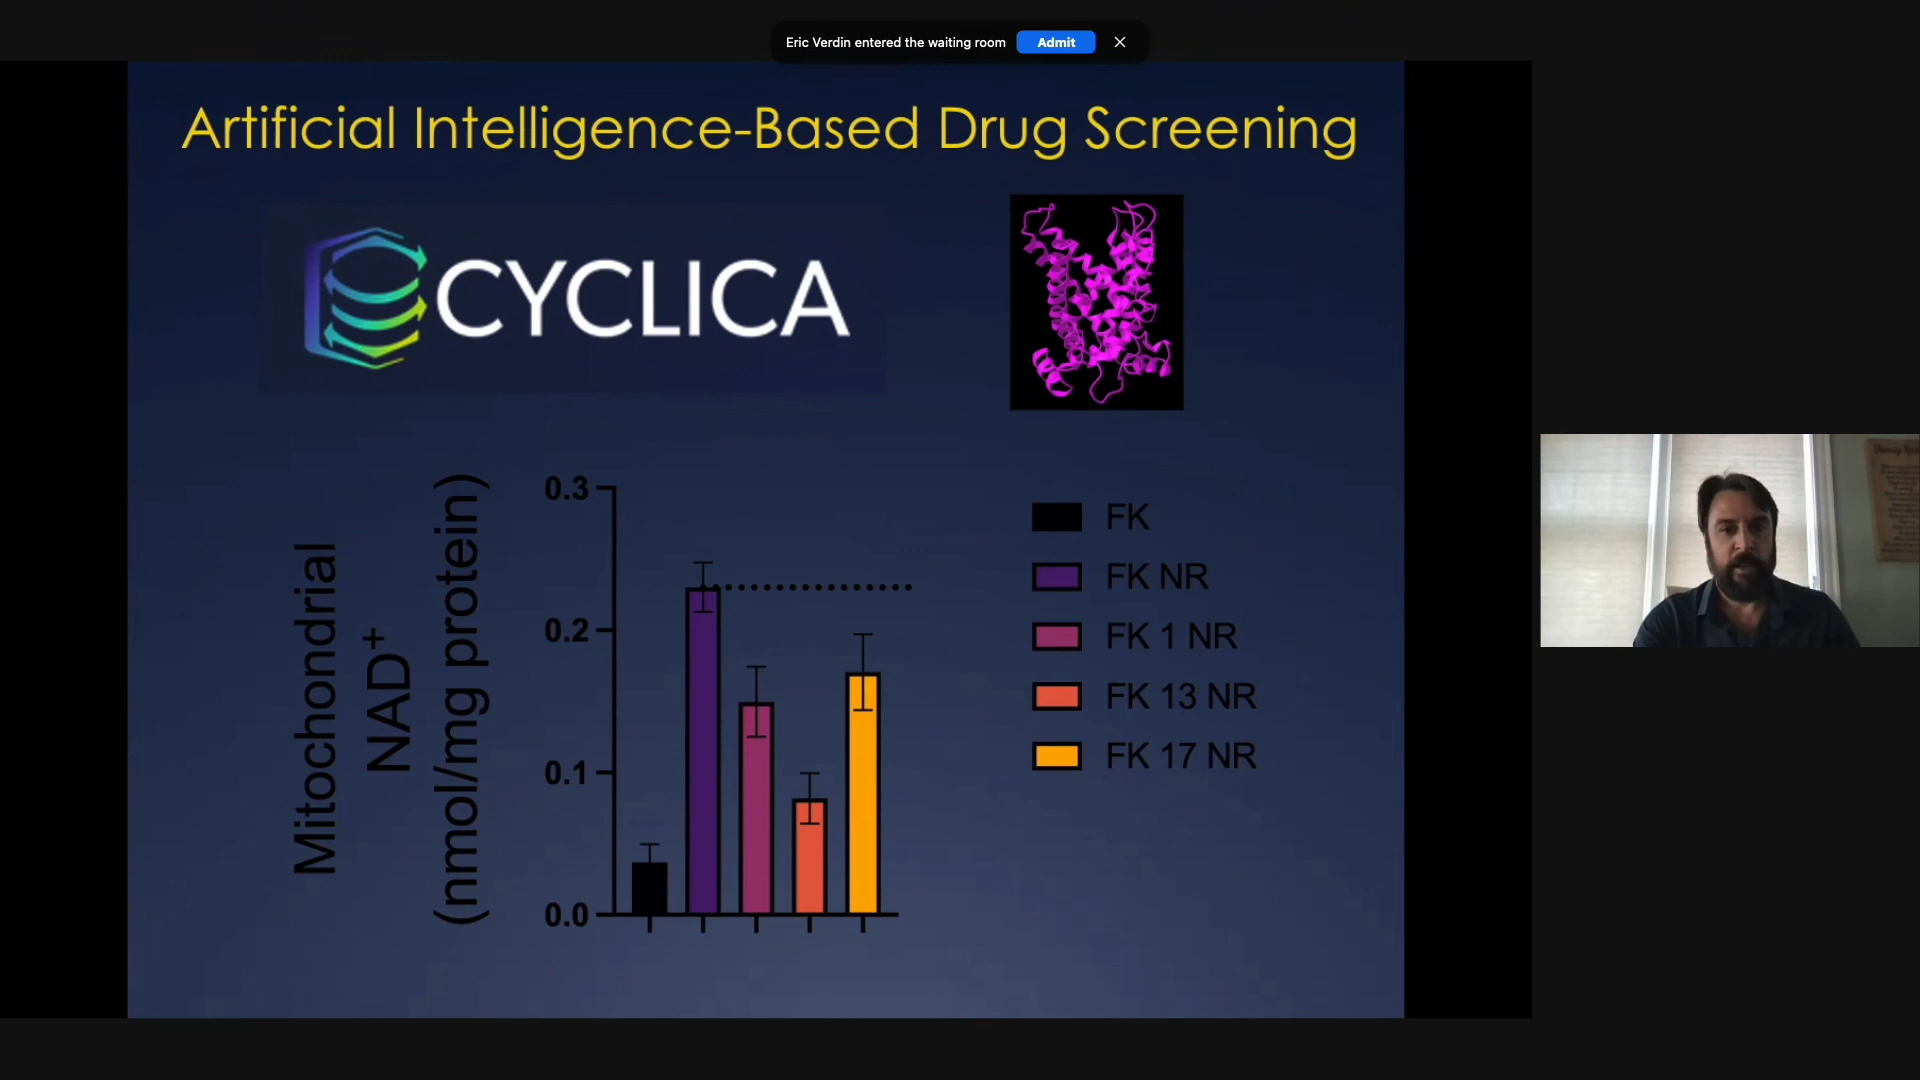 Eric Verdin entered the waiting room Admit
Artificial Intelligence-Based Drug Screening
CYCLICA
Mitochondrial
NAD+
(nmol/mg protein)
0.3
0.2
0.1
0.0
FK
FK NR
FK 1 NR
FK 13 NR
FK 17 NR